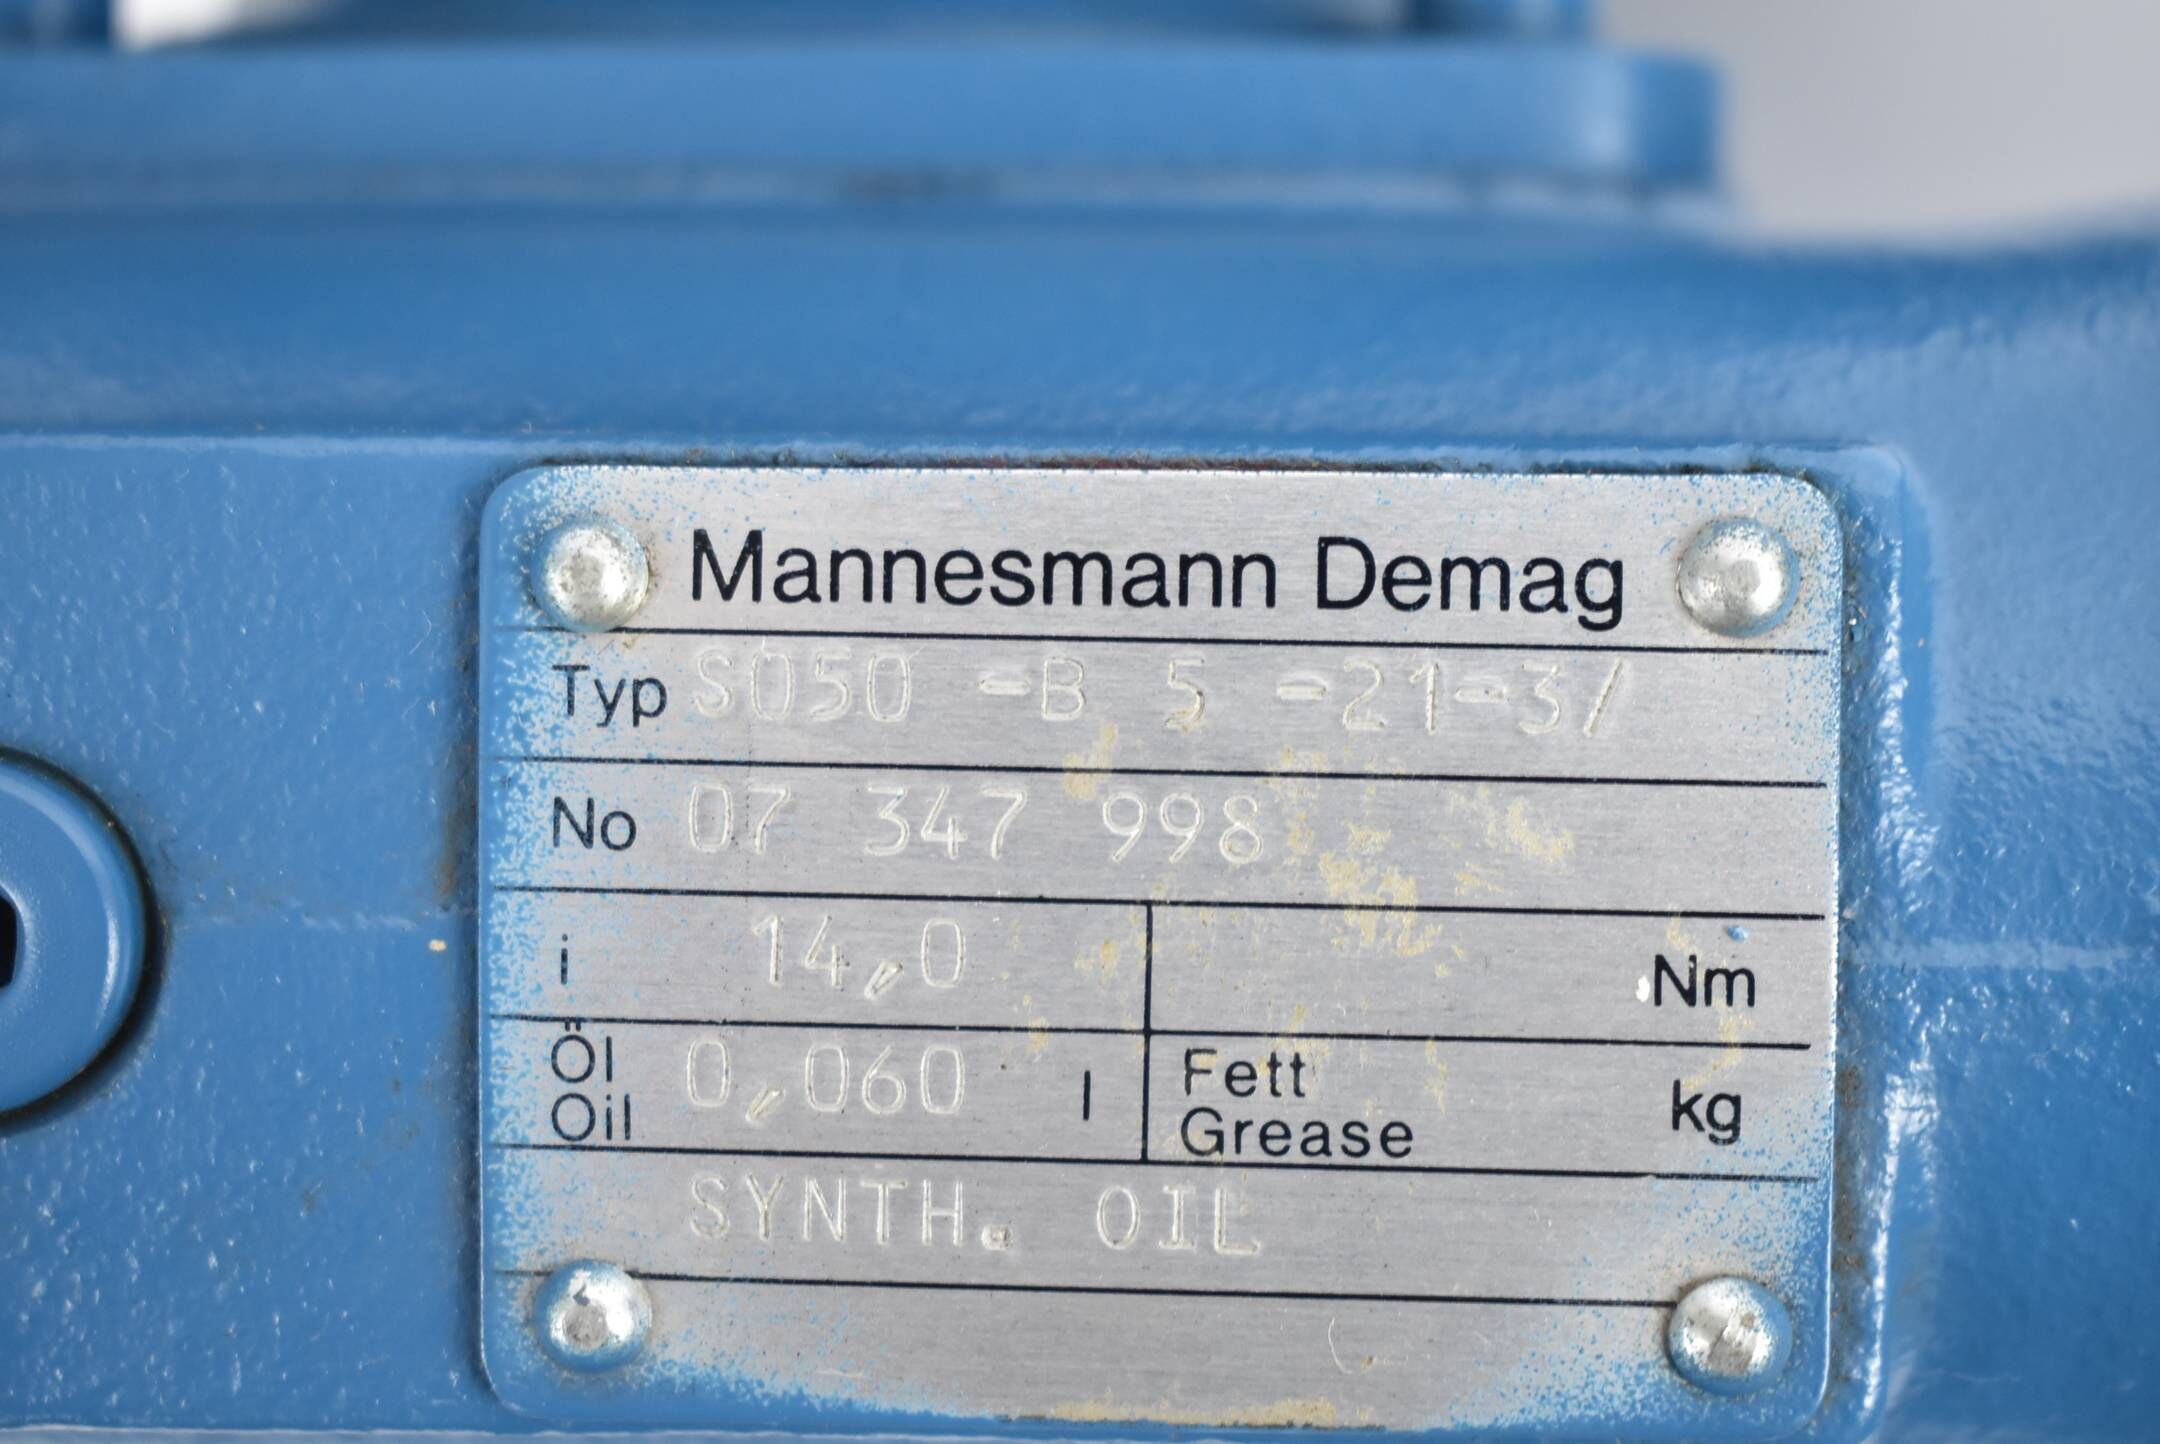 Mannesmann Demag
Typ S050 -B 5 -21-3/
No 07 347 998
i 14,0 Nm
Öl
Oil 0,060 l Fett
Grease kg
SYNTH. OIL